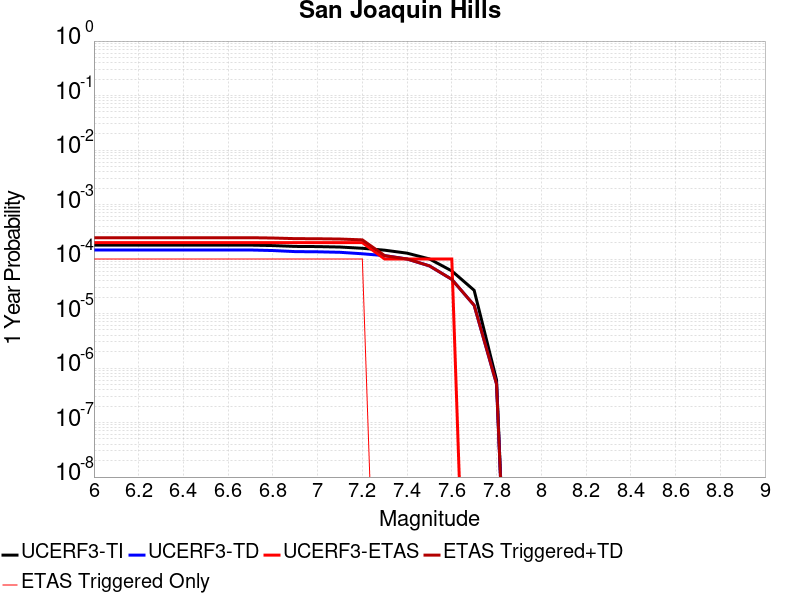 San Joaquin Hills
1 Year Probability
10^0
10^-1
10^-2
10^-3
10^-4
10^-5
10^-6
10^-7
10^-8
6 6.2 6.4 6.6 6.8 7 7.2 7.4 7.6 7.8 8 8.2 8.4 8.6 8.8 9
Magnitude
UCERF3-TI UCERF3-TD UCERF3-ETAS ETAS Triggered+TD
ETAS Triggered Only